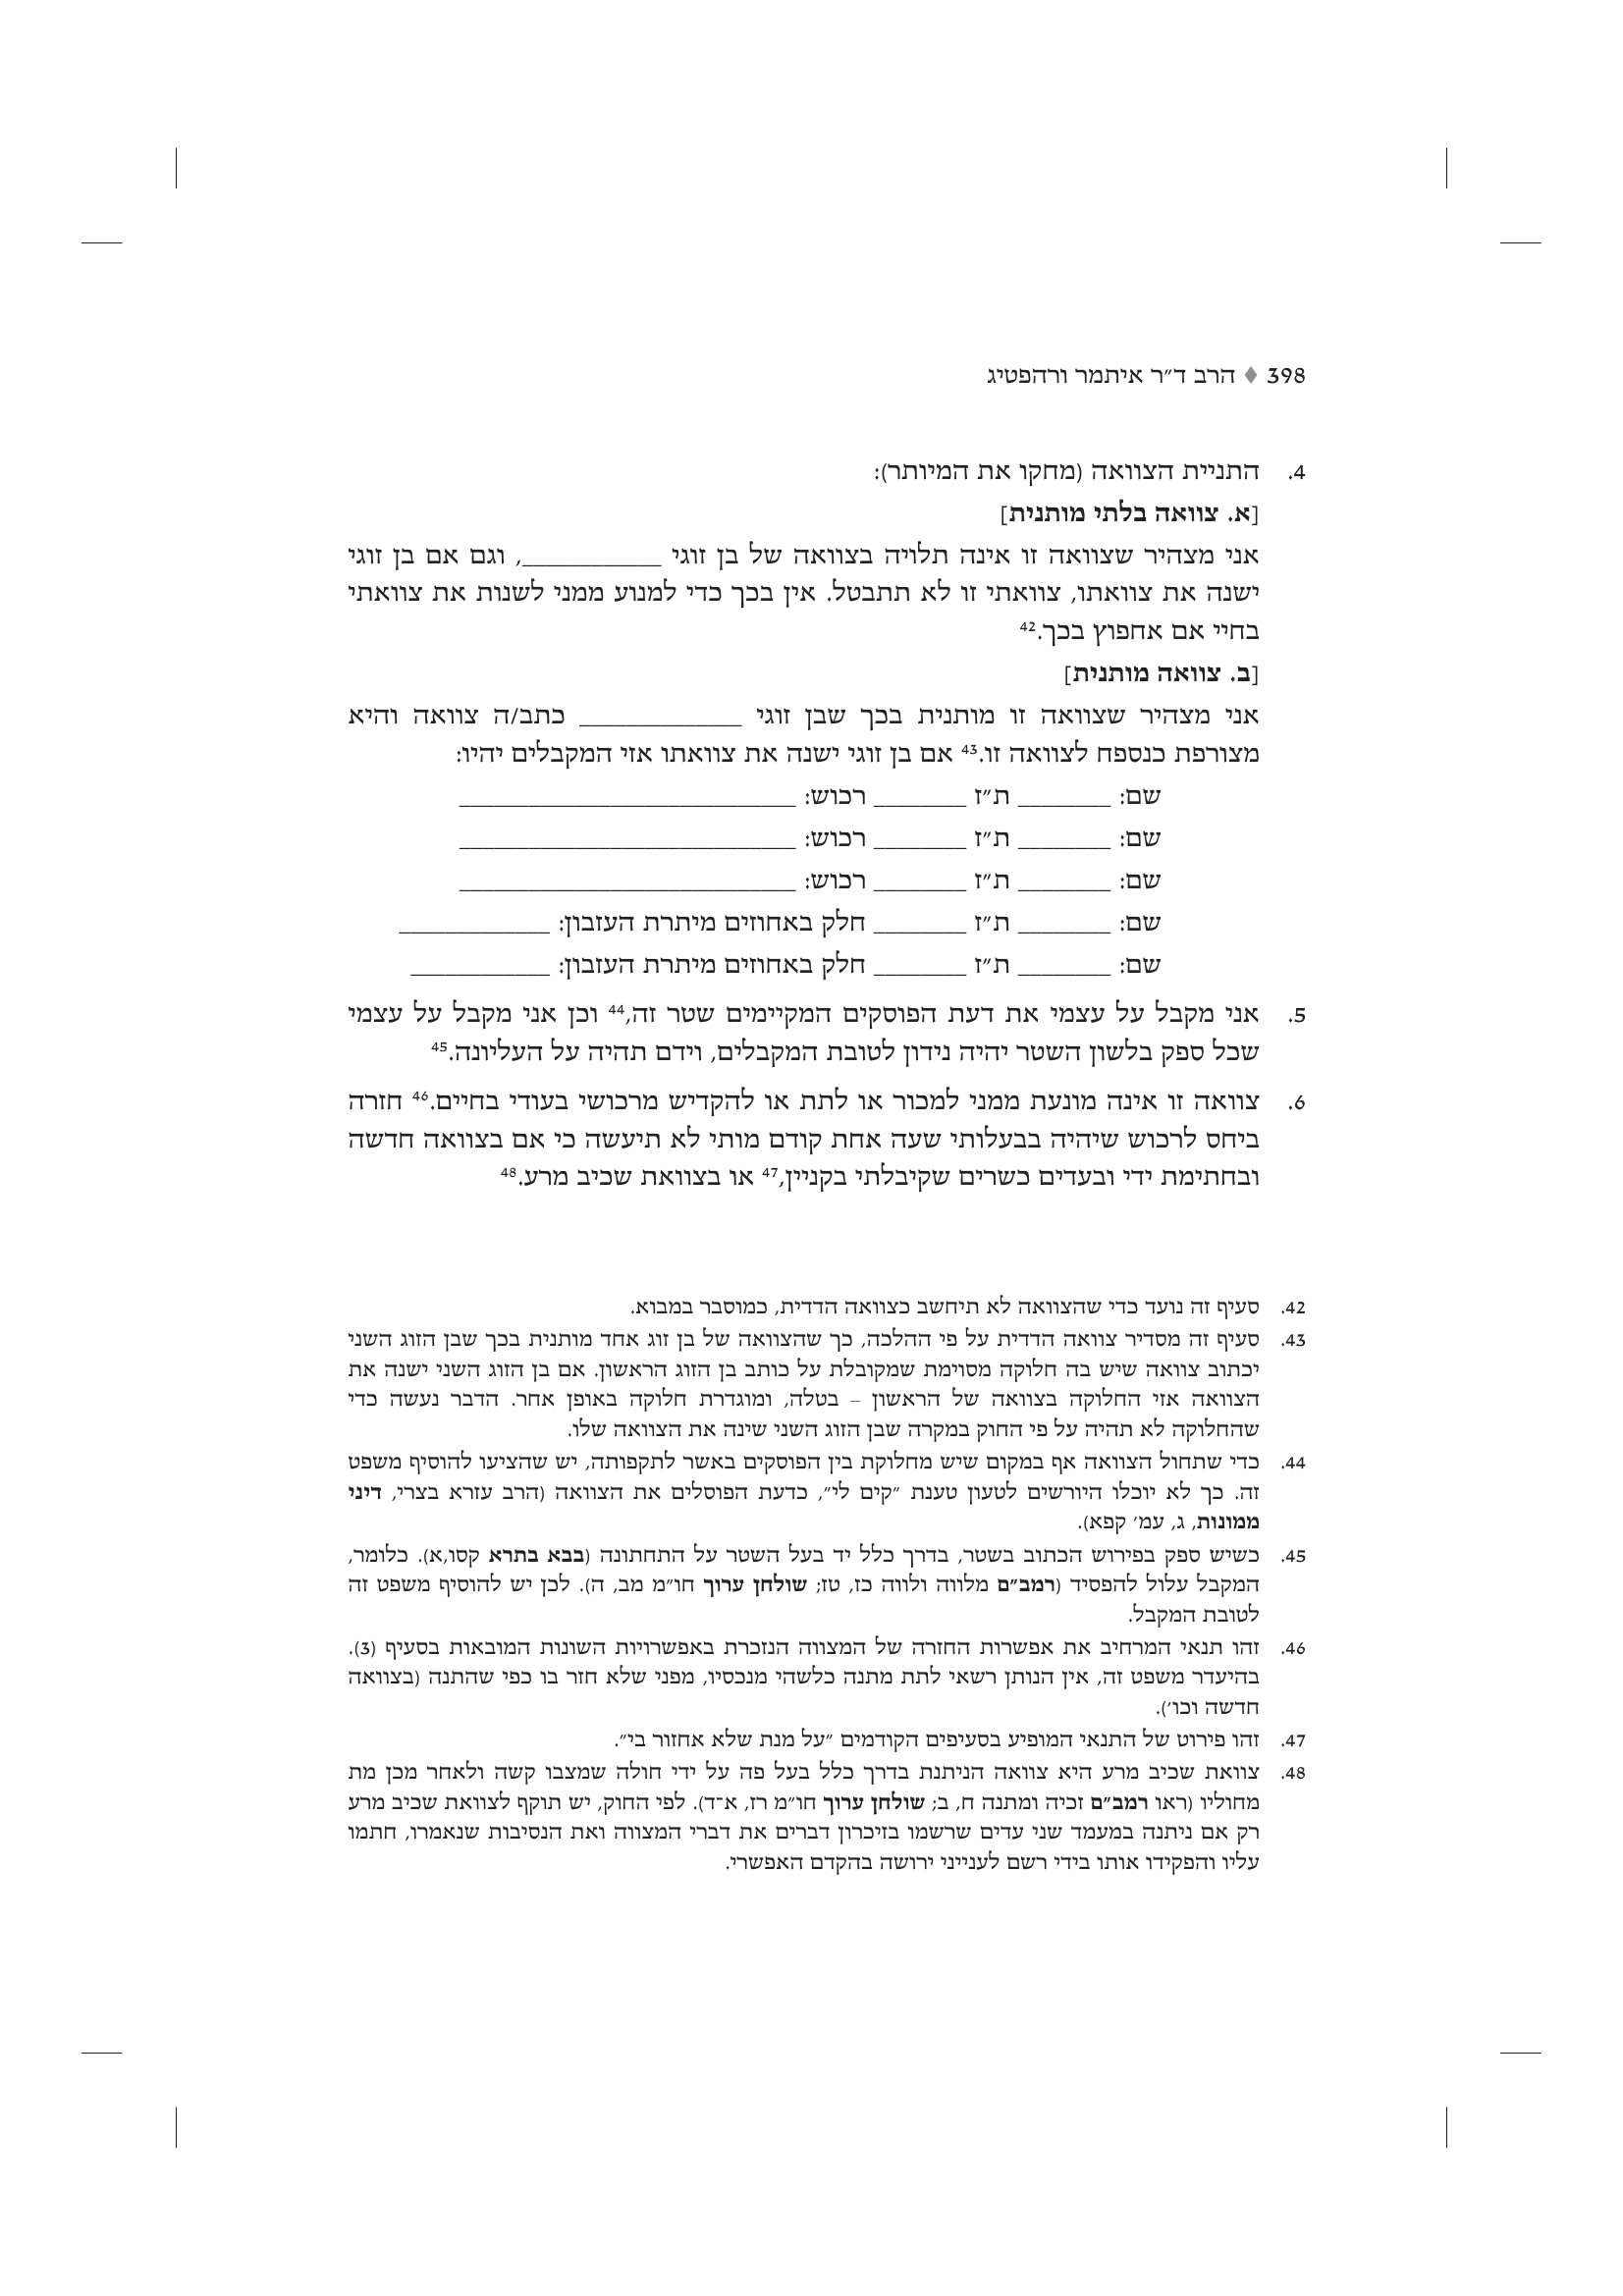 398 ♦ הרב ד״ר איתמר ורהפטיג
4. התניית הצוואה (מחקו את המיותר):
[א. צוואה בלתי מותנית]
אני מצהיר שצוואה זו אינה תלויה בצוואה של בן זוגי ____________, וגם אם בן זוגי
ישנה את צוואתו, צוואתי זו לא תתבטל. אין בכך כדי למנוע ממני לשנות את צוואתי
בחיי אם אחפוץ בכך.42
[ב. צוואה מותנית]
אני מצהיר שצוואה זו מותנית בכך שבן זוגי ______________ כתב/ה צוואה והיא
מצורפת כנספח לצוואה זו.43 אם בן זוגי ישנה את צוואתו אזי המקבלים יהיו:
שם: ________ ת״ז ________ רכוש: _____________________________
שם: ________ ת״ז ________ רכוש: _____________________________
שם: ________ ת״ז ________ רכוש: _____________________________
שם: ________ ת״ז ________ חלק באחוזים מיתרת העזבון: _____________
שם: ________ ת״ז ________ חלק באחוזים מיתרת העזבון: ____________
5. אני מקבל על עצמי את דעת הפוסקים המקיימים שטר זה,44 וכן אני מקבל על עצמי
שכל ספק בלשון השטר יהיה נידון לטובת המקבלים, וידם תהיה על העליונה.45
6. צוואה זו אינה מונעת ממני למכור או לתת או להקדיש מרכושי בעודי בחיים.46 חזרה
ביחס לרכוש שיהיה בבעלותי שעה אחת קודם מותי לא תיעשה כי אם בצוואה חדשה
ובחתימת ידי ובעדים כשרים שקיבלתי בקניין,47 או בצוואת שכיב מרע.48
42. סעיף זה נועד כדי שהצוואה לא תיחשב כצוואה הדדית, כמוסבר במבוא.
43. סעיף זה מסדיר צוואה הדדית על פי ההלכה, כך שהצוואה של בן זוג אחד מותנית בכך שבן הזוג השני
יכתוב צוואה שיש בה חלוקה מסוימת שמקובלת על כותב בן הזוג הראשון. אם בן הזוג השני ישנה את
הצוואה אזי החלוקה בצוואה של הראשון – בטלה, ומוגדרת חלוקה באופן אחר. הדבר נעשה כדי
שהחלוקה לא תהיה על פי החוק במקרה שבן הזוג השני שינה את הצוואה שלו.
44. כדי שתחול הצוואה אף במקום שיש מחלוקת בין הפוסקים באשר לתקפותה, יש שהציעו להוסיף משפט
זה. כך לא יוכלו היורשים לטעון טענת ״קים לי״, כדעת הפוסלים את הצוואה (הרב עזרא בצרי, דיני
ממונות, ג, עמ׳ קפא).
45. כשיש ספק בפירוש הכתוב בשטר, בדרך כלל יד בעל השטר על התחתונה (בבא בתרא קסו,א). כלומר,
המקבל עלול להפסיד (רמב״ם מלווה ולווה כז, טז; שולחן ערוך חו״מ מב, ה). לכן יש להוסיף משפט זה
לטובת המקבל.
46. זהו תנאי המרחיב את אפשרות החזרה של המצווה הנזכרת באפשרויות השונות המובאות בסעיף (3).
בהיעדר משפט זה, אין הנותן רשאי לתת מתנה כלשהי מנכסיו, מפני שלא חזר בו כפי שהתנה (בצוואה
חדשה וכו׳).
47. זהו פירוט של התנאי המופיע בסעיפים הקודמים ״על מנת שלא אחזור בי״.
48. צוואת שכיב מרע היא צוואה הניתנת בדרך כלל בעל פה על ידי חולה שמצבו קשה ולאחר מכן מת
מחוליו (ראו רמב״ם זכיה ומתנה ח, ב; שולחן ערוך חו״מ רז, א־ד). לפי החוק, יש תוקף לצוואת שכיב מרע
רק אם ניתנה במעמד שני עדים שרשמו בזיכרון דברים את דברי המצווה ואת הנסיבות שנאמרו, חתמו
עליו והפקידו אותו בידי רשם לענייני ירושה בהקדם האפשרי.